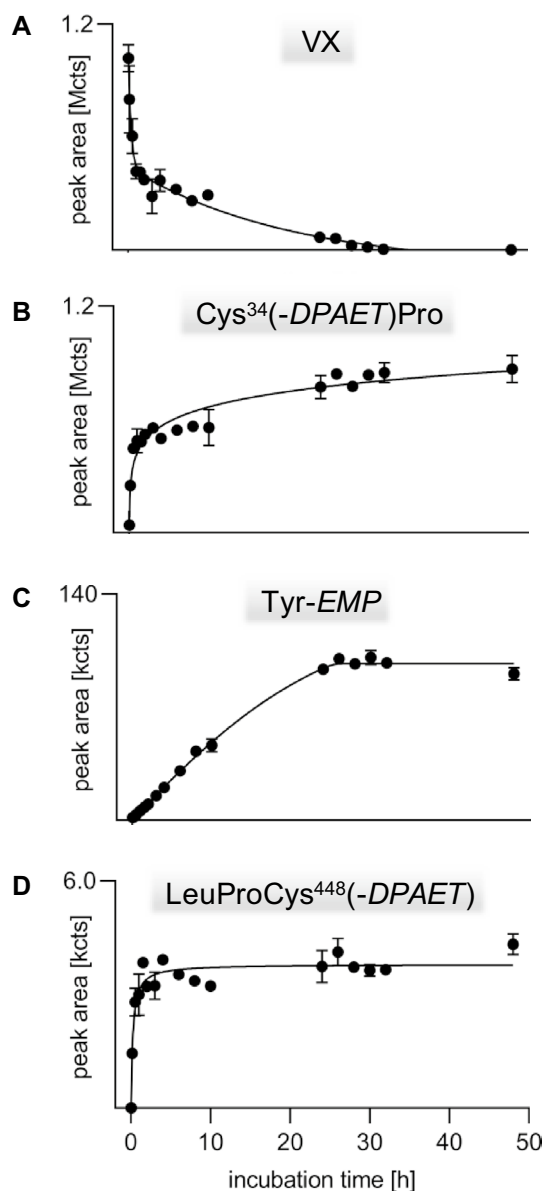 A
1.2
VX
peak area [Mcts]
B
1.2
Cys³⁴(-DPAET)Pro
peak area [Mcts]
C
140
Tyr-EMP
peak area [kcts]
D
6.0
LeuProCys⁴⁴⁸(-DPAET)
peak area [kcts]
0 10 20 30 40 50
incubation time [h]